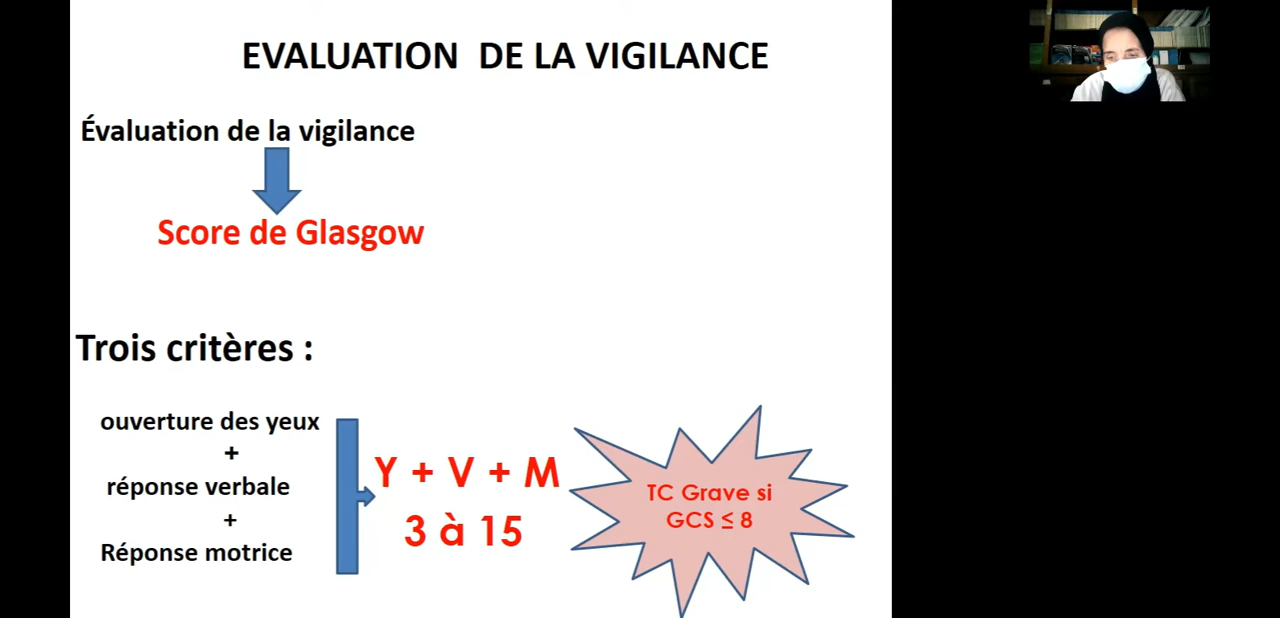 EVALUATION DE LA VIGILANCE
Évaluation de la vigilance
Score de Glasgow
Trois critères :
ouverture des yeux
+
réponse verbale
+
Réponse motrice
Y + V + M
3 à 15
TC Grave si
GCS ≤ 8